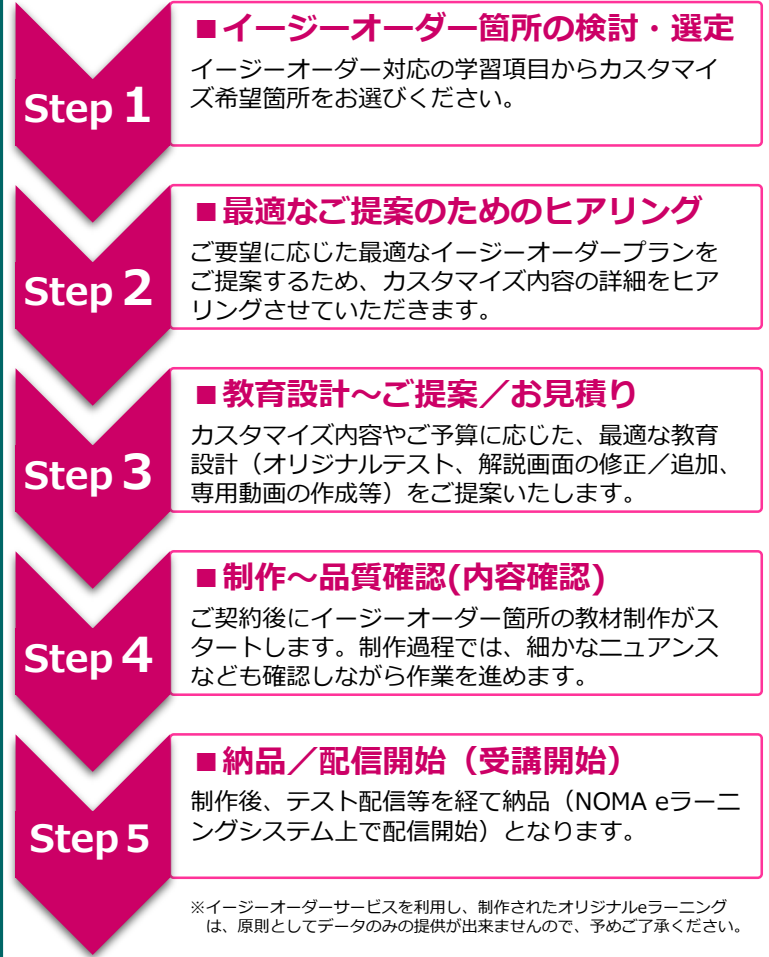 Step 1
■イージーオーダー箇所の検討・選定
イージーオーダー対応の学習項目からカスタマイ
ズ希望箇所をお選びください。
Step 2
■最適なご提案のためのヒアリング
ご要望に応じた最適なイージーオーダープランを
ご提案するため、カスタマイズ内容の詳細をヒア
リングさせていただきます。
Step 3
■教育設計～ご提案／お見積り
カスタマイズ内容やご予算に応じた、最適な教育
設計（オリジナルテスト、解説画面の修正／追加、
専用動画の作成等）をご提案いたします。
Step 4
■制作～品質確認(内容確認)
ご契約後にイージーオーダー箇所の教材制作がス
タートします。制作過程では、細かなニュアンス
なども確認しながら作業を進めます。
Step 5
■納品／配信開始（受講開始）
制作後、テスト配信等を経て納品（NOMA eラーニ
ングシステム上で配信開始）となります。
※イージーオーダーサービスを利用し、制作されたオリジナルeラーニング
は、原則としてデータのみの提供が出来ませんので、予めご了承ください。